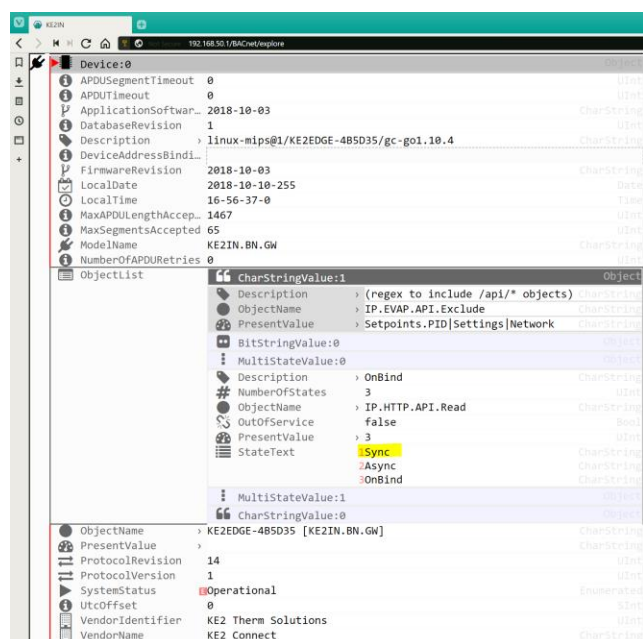 KE2IN
192.168.50.1/BACnet/explore
Device:0 Object
APDUSegmentTimeout 0 UInt
APDUTimeout 0 UInt
ApplicationSoftwar… 2018-10-03 CharString
DatabaseRevision 1 UInt
Description › linux-mips@1/KE2EDGE-4B5D35/gc-go1.10.4 CharString
DeviceAddressBindi…
FirmwareRevision 2018-10-03 CharString
LocalDate 2018-10-10-255 Date
LocalTime 16-56-37-0 Time
MaxAPDULengthAccep… 1467 UInt
MaxSegmentsAccepted 65 UInt
ModelName KE2IN.BN.GW CharString
NumberOfAPDURetries 0 UInt
ObjectList CharStringValue:1 Object
Description › (regex to include /api/* objects) CharString
ObjectName › IP.EVAP.API.Exclude CharString
PresentValue › Setpoints.PID|Settings|Network CharString
BitStringValue:0 Object
MultiStateValue:0 Object
Description › OnBind CharString
NumberOfStates 3 UInt
ObjectName › IP.HTTP.API.Read CharString
OutOfService false Bool
PresentValue › 3 UInt
StateText 1Sync CharString
2Async CharString
3OnBind CharString
MultiStateValue:1 Object
CharStringValue:0 Object
ObjectName › KE2EDGE-4B5D35 [KE2IN.BN.GW] CharString
PresentValue › CharString
ProtocolRevision 14 UInt
ProtocolVersion 1 UInt
SystemStatus Operational Enumerated
UtcOffset 0 SInt
VendorIdentifier KE2 Therm Solutions UInt
VendorName KE2 Connect CharString